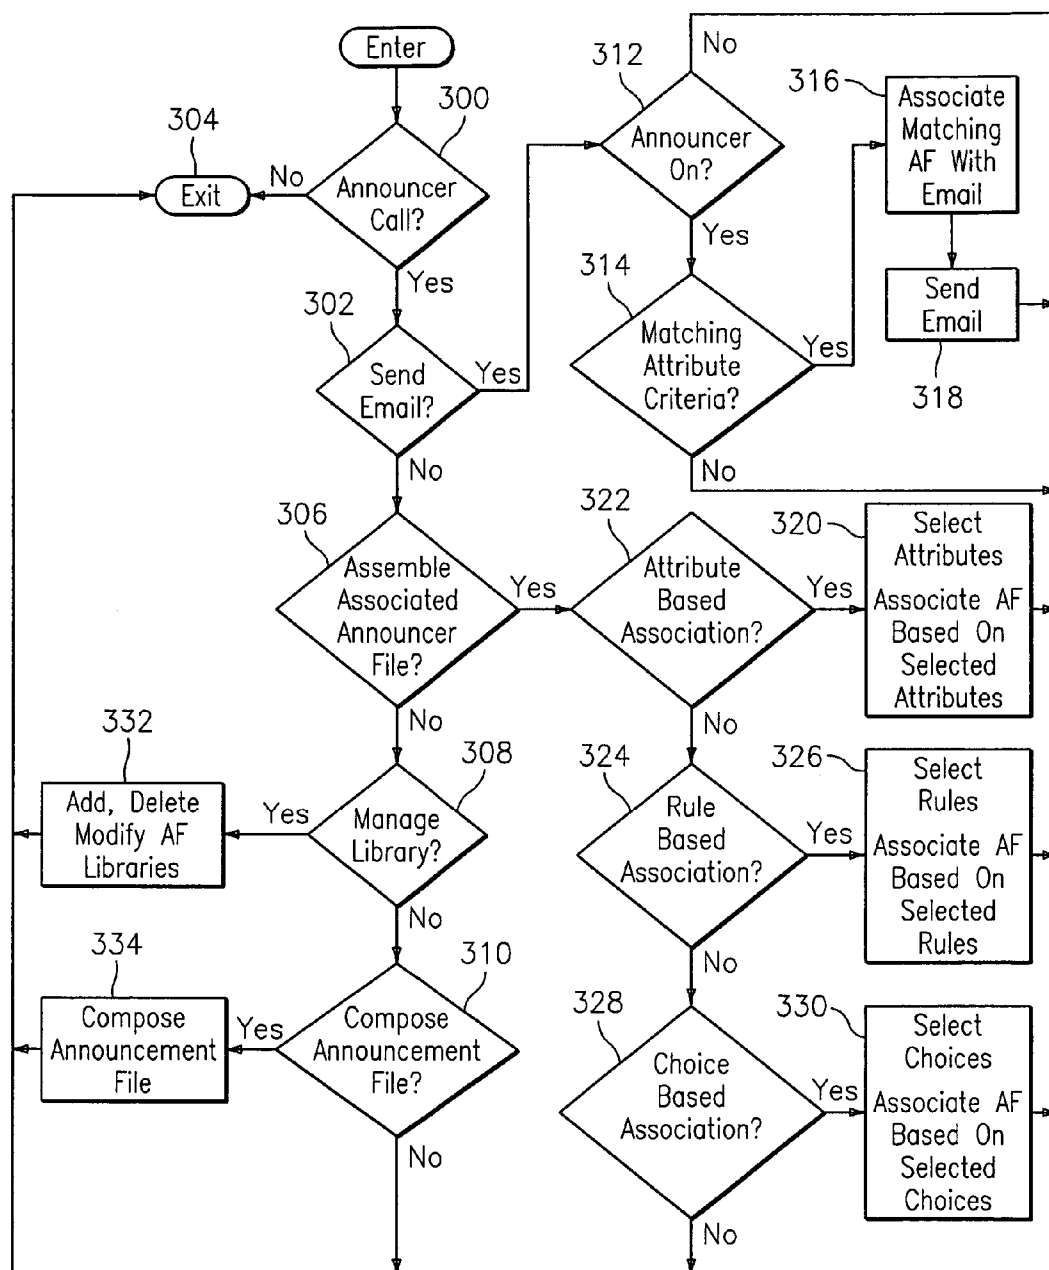 Enter
300
304
Exit
No
Announcer
Call?
Yes
302
Send
Email?
Yes
No
312
No
Announcer
On?
Yes
314
Matching
Attribute
Criteria?
Yes
No
316
Associate
Matching
AF With
Email
Send
Email
318
306
Assemble
Associated
Announcer
File?
Yes
No
322
Attribute
Based
Association?
Yes
No
320
Select
Attributes
Associate AF
Based On
Selected
Attributes
332
Add, Delete
Modify AF
Libraries
Yes
308
Manage
Library?
No
324
Rule
Based
Association?
Yes
No
326
Select
Rules
Associate AF
Based On
Selected
Rules
334
Compose
Announcement
File
Yes
310
Compose
Announcement
File?
No
328
Choice
Based
Association?
Yes
No
330
Select
Choices
Associate AF
Based On
Selected
Choices